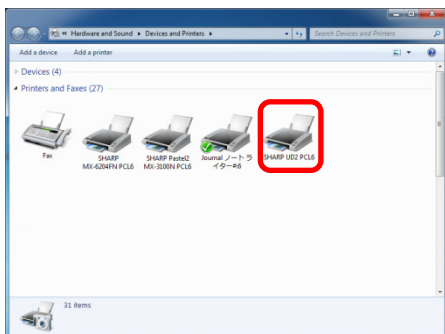 Hardware and Sound ▸ Devices and Printers ▸
Search Devices and Printers
Add a device
Add a printer
Devices (4)
Printers and Faxes (27)
Fax
SHARP
MX-6204FN PCL6
SHARP Pastel2
MX-3100N PCL6
Journal ノート ラ
イター#:6
SHARP UD2 PCL6
31 items